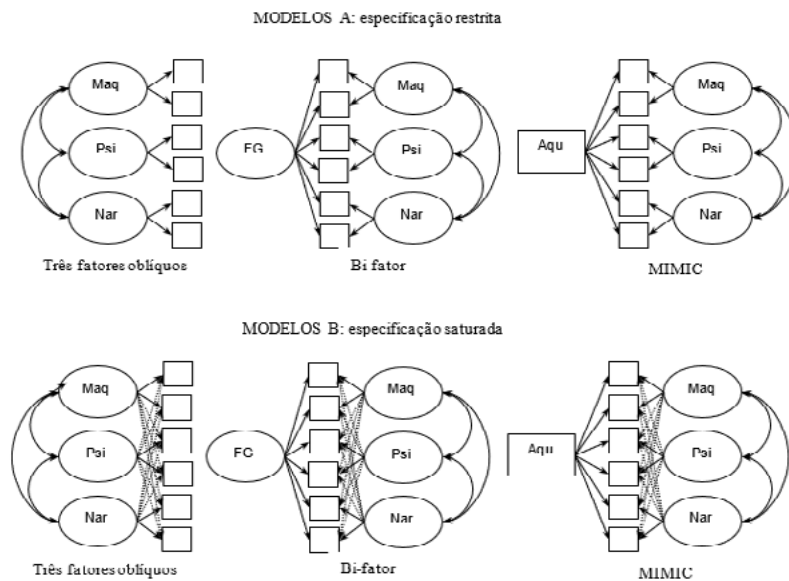 MODELOS A: especificação restrita
Maq Maq Maq
Psi FG Psi Aqu Psi
Nar Nar Nar
Três fatores oblíquos Bi fator MIMIC
MODELOS B: especificação saturada
Maq Maq Maq
Psi FG Psi Aqu Psi
Nar Nar Nar
Três fatores oblíquos Bi-fator MIMIC